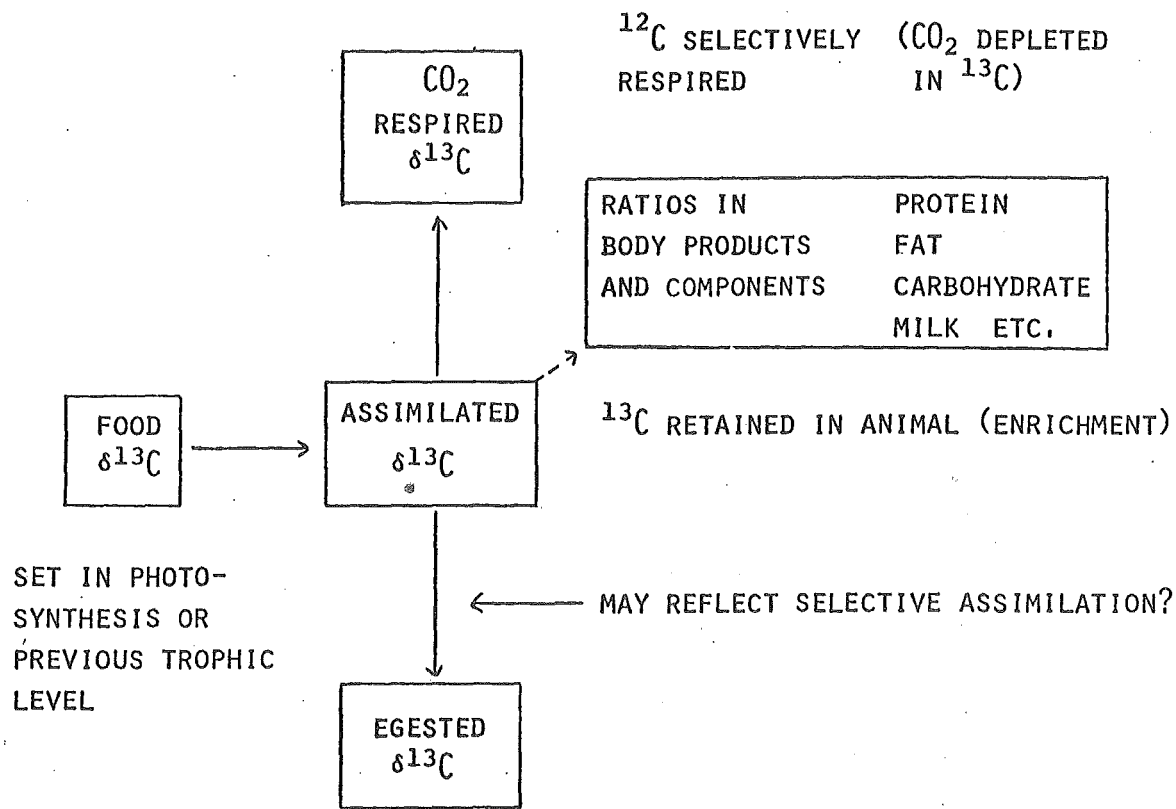 ¹²C SELECTIVELY (CO₂ DEPLETED
RESPIRED IN ¹³C)
CO₂
RESPIRED
δ¹³C
RATIOS IN PROTEIN
BODY PRODUCTS FAT
AND COMPONENTS CARBOHYDRATE
MILK ETC.
FOOD
δ¹³C
ASSIMILATED
δ¹³C
¹³C RETAINED IN ANIMAL (ENRICHMENT)
SET IN PHOTO-
SYNTHESIS OR
PREVIOUS TROPHIC
LEVEL
MAY REFLECT SELECTIVE ASSIMILATION?
EGESTED
δ¹³C